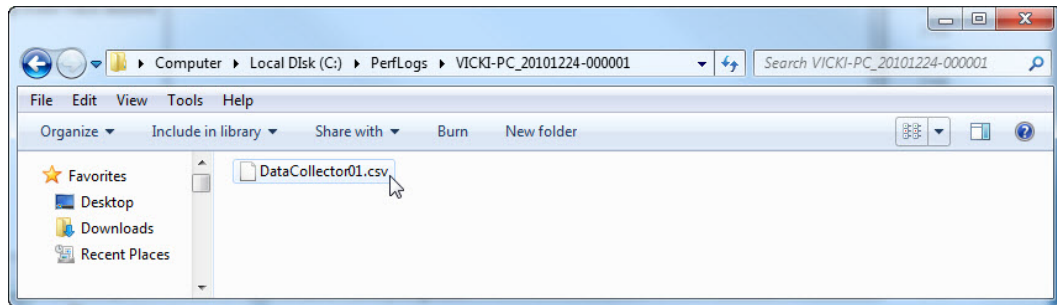 Computer ▸ Local DIsk (C:) ▸ PerfLogs ▸ VICKI-PC_20101224-000001
Search VICKI-PC_20101224-000001
File Edit View Tools Help
Organize Include in library Share with Burn New folder
Favorites
DataCollector01.csv
Desktop
Downloads
Recent Places